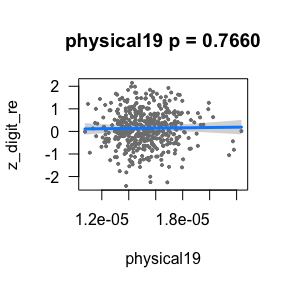 physical19 p = 0.7660
z_digit_re
2
1
0
-1
-2
1.2e-05
1.8e-05
physical19